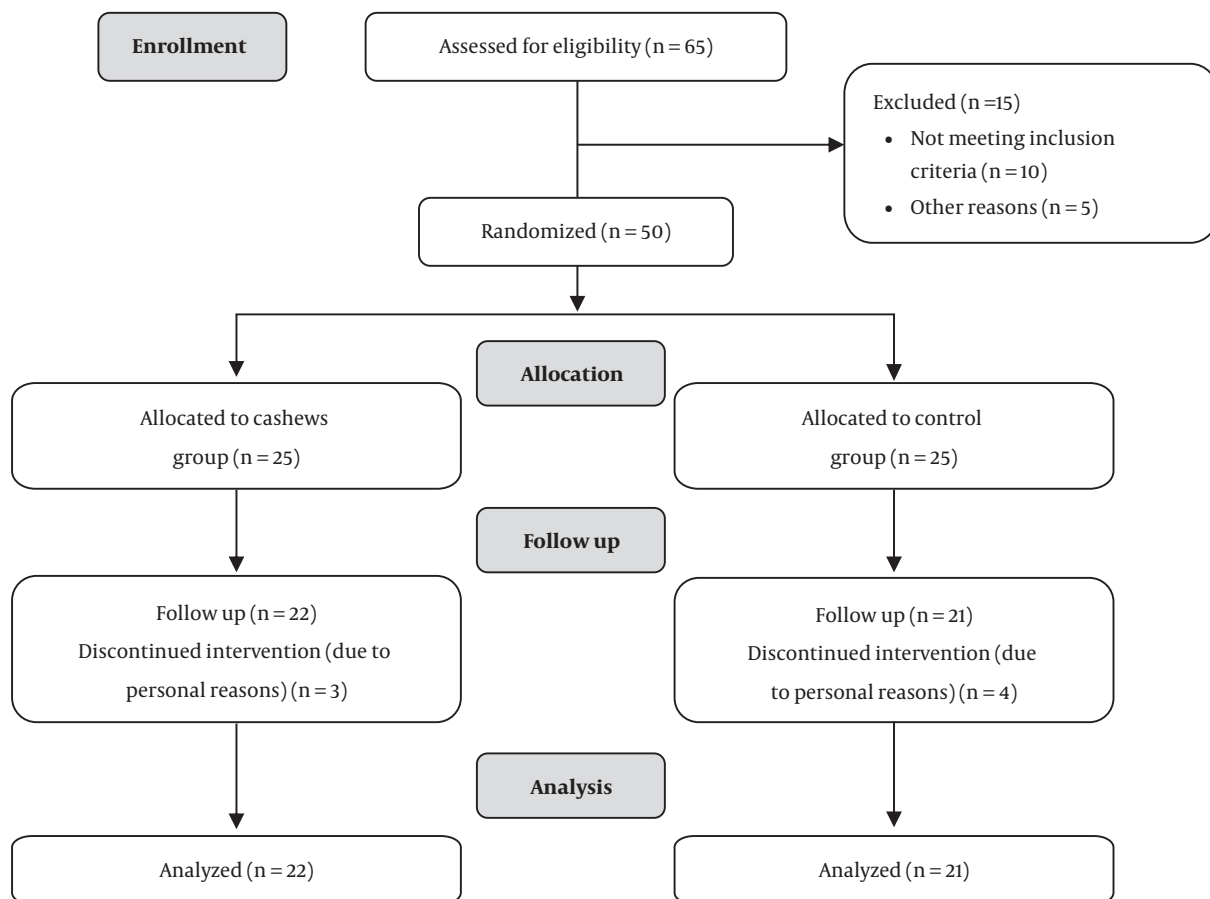 Enrollment
Assessed for eligibility (n = 65)
Excluded (n =15)
• Not meeting inclusion
criteria (n = 10)
• Other reasons (n = 5)
Randomized (n = 50)
Allocation
Allocated to cashews
group (n = 25)
Allocated to control
group (n = 25)
Follow up
Follow up (n = 22)
Discontinued intervention (due to
personal reasons) (n = 3)
Follow up (n = 21)
Discontinued intervention (due
to personal reasons) (n = 4)
Analysis
Analyzed (n = 22)
Analyzed (n = 21)